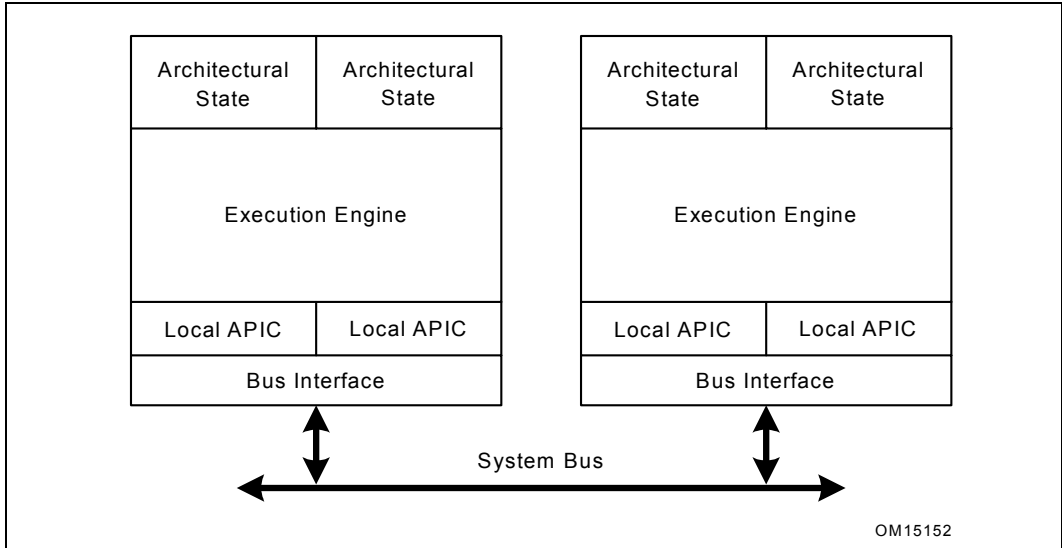 Architectural
State
Architectural
State
Architectural
State
Architectural
State
Execution Engine
Execution Engine
Local APIC
Local APIC
Local APIC
Local APIC
Bus Interface
Bus Interface
System Bus
OM15152